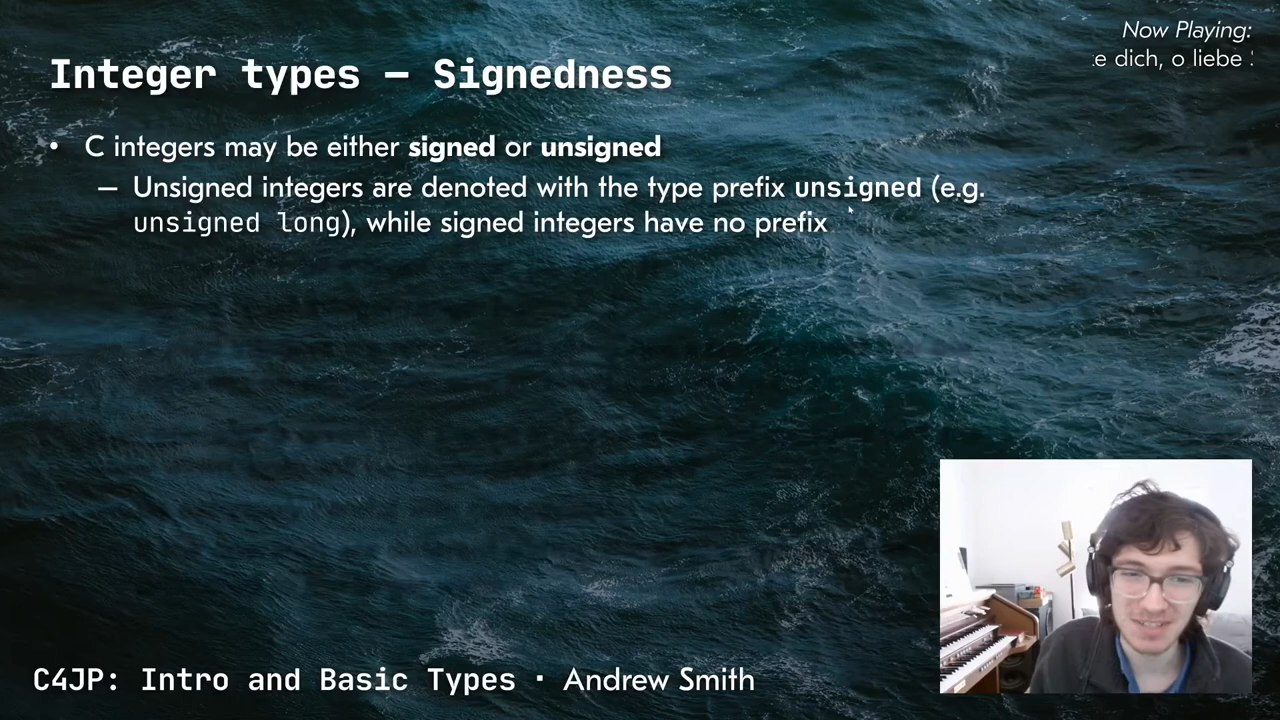 Now Playing:
e dich, o liebe
Integer types – Signedness
• C integers may be either signed or unsigned
– Unsigned integers are denoted with the type prefix unsigned (e.g.
unsigned long), while signed integers have no prefix
C4JP: Intro and Basic Types · Andrew Smith